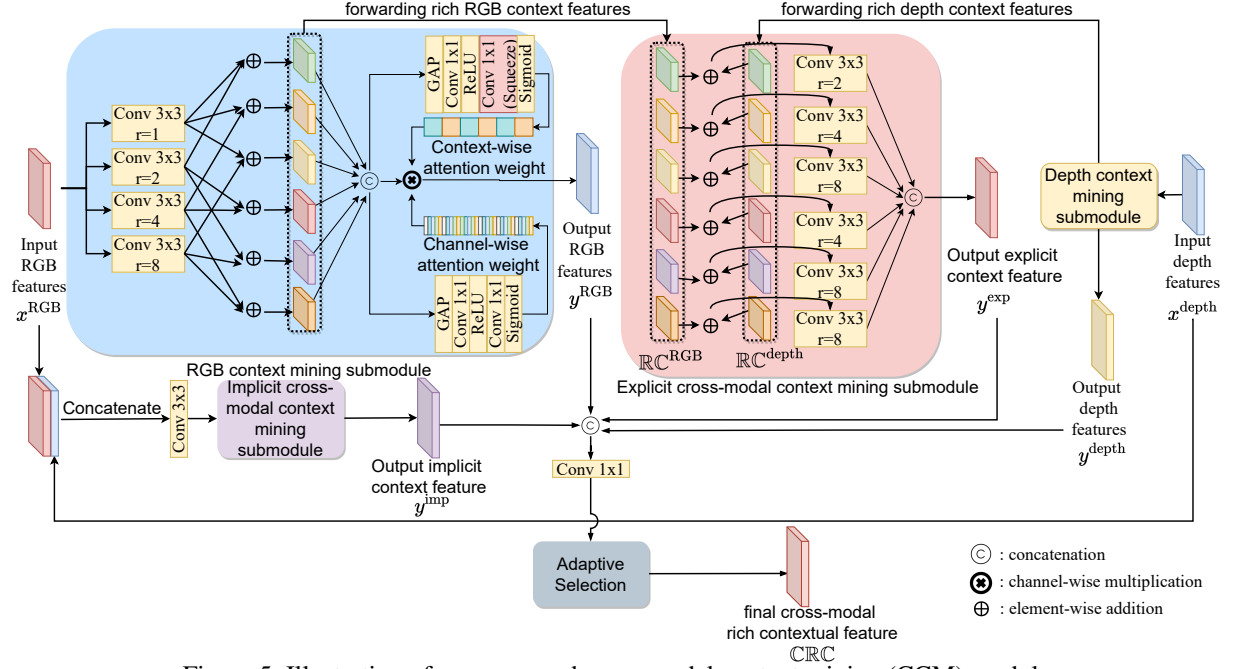 forwarding rich RGB context features
forwarding rich depth context features
Conv 3x3
r=1
Conv 3x3
r=2
Conv 3x3
r=4
Conv 3x3
r=8
GAP
Conv 1x1
ReLU
Conv 1x1
(Squeeze)
Sigmoid
Context-wise
attention weight
Channel-wise
attention weight
GAP
Conv 1x1
ReLU
Conv 1x1
Sigmoid
C
Input
RGB
features
x^RGB
Output
RGB
features
y^RGB
RGB context mining submodule
Conv 3x3
r=2
Conv 3x3
r=4
Conv 3x3
r=8
Conv 3x3
r=4
Conv 3x3
r=8
Conv 3x3
r=8
C
ℝℂ^RGB
ℝℂ^depth
Explicit cross-modal context mining submodule
Output explicit
context feature
y^exp
Depth context
mining
submodule
Input
depth
features
x^depth
Output
depth
features
y^depth
Concatenate
Conv 3x3
Implicit cross-
modal context
mining
submodule
Output implicit
context feature
y^imp
C
Conv 1x1
Adaptive
Selection
final cross-modal
rich contextual feature
ℂℝℂ
C : concatenation
: channel-wise multiplication
: element-wise addition